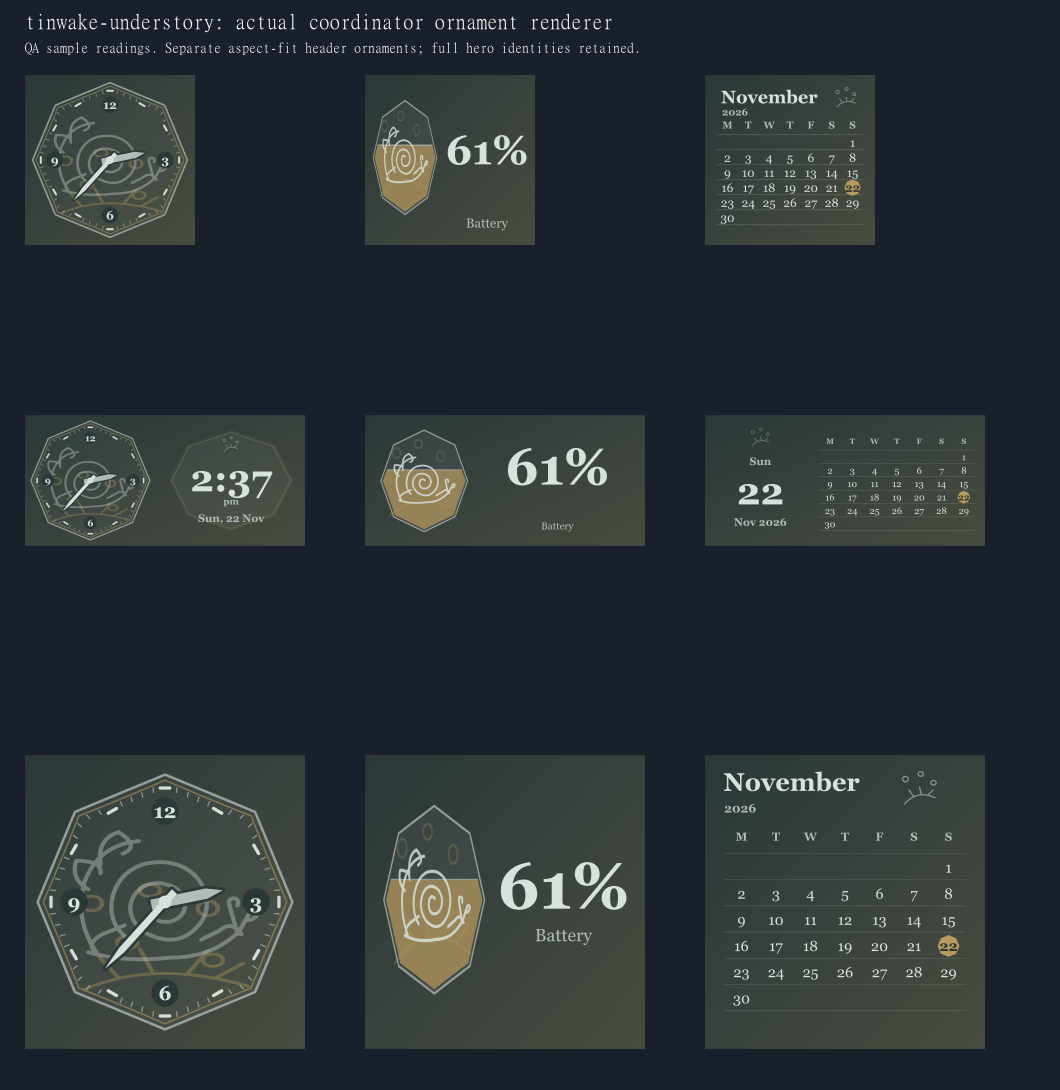 tinwake-understory: actual coordinator ornament renderer
QA sample readings. Separate aspect-fit header ornaments; full hero identities retained.
12
9
3
6
61%
Battery
November
2026
M T W T F S S
1
2 3 4 5 6 7 8
9 10 11 12 13 14 15
16 17 18 19 20 21 22
23 24 25 26 27 28 29
30
12
9
3
6
2:37
pm
Sun, 22 Nov
61%
Battery
Sun
22
Nov 2026
M T W T F S S
1
2 3 4 5 6 7 8
9 10 11 12 13 14 15
16 17 18 19 20 21 22
23 24 25 26 27 28 29
30
12
9
3
6
61%
Battery
November
2026
M T W T F S S
1
2 3 4 5 6 7 8
9 10 11 12 13 14 15
16 17 18 19 20 21 22
23 24 25 26 27 28 29
30